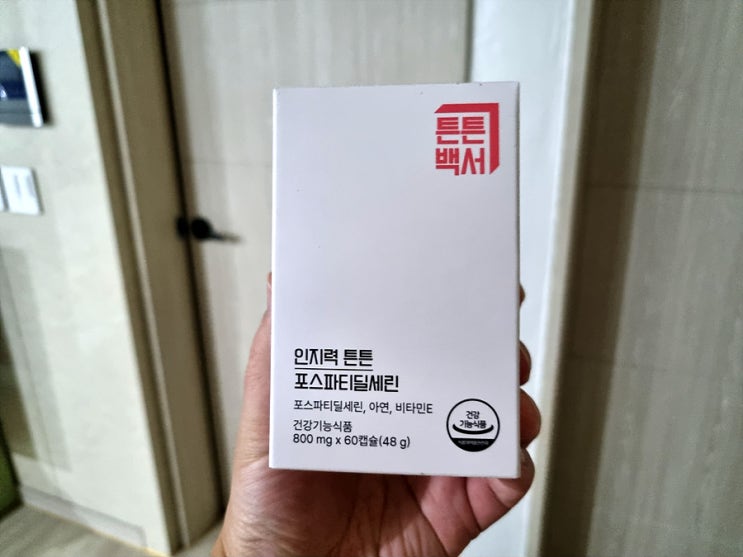 튼튼
백서
인지력 튼튼
포스파티딜세린
포스파티딜세린, 아연, 비타민E
건강기능식품
800 mg x 60캡슐(48 g)
건강
기능식품